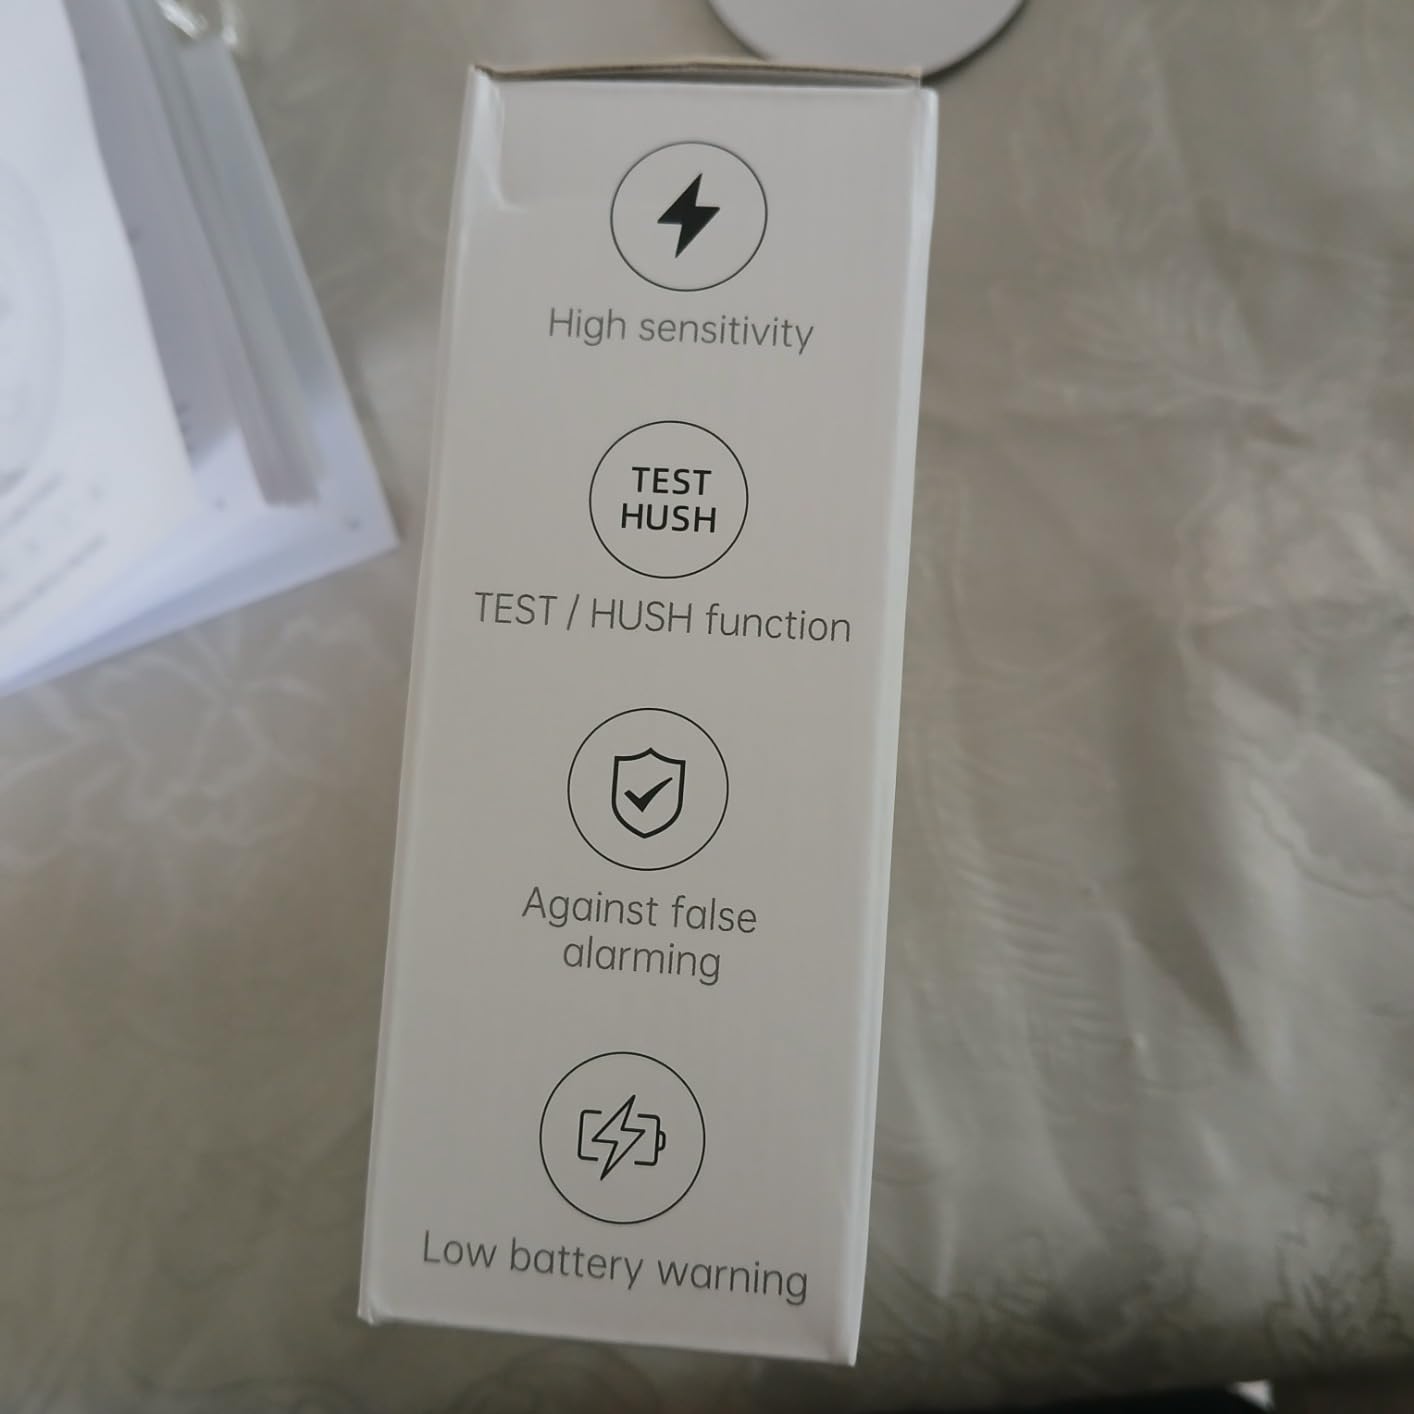 High sensitivity
TEST
HUSH
TEST / HUSH function
Against false
alarming
Low battery warning